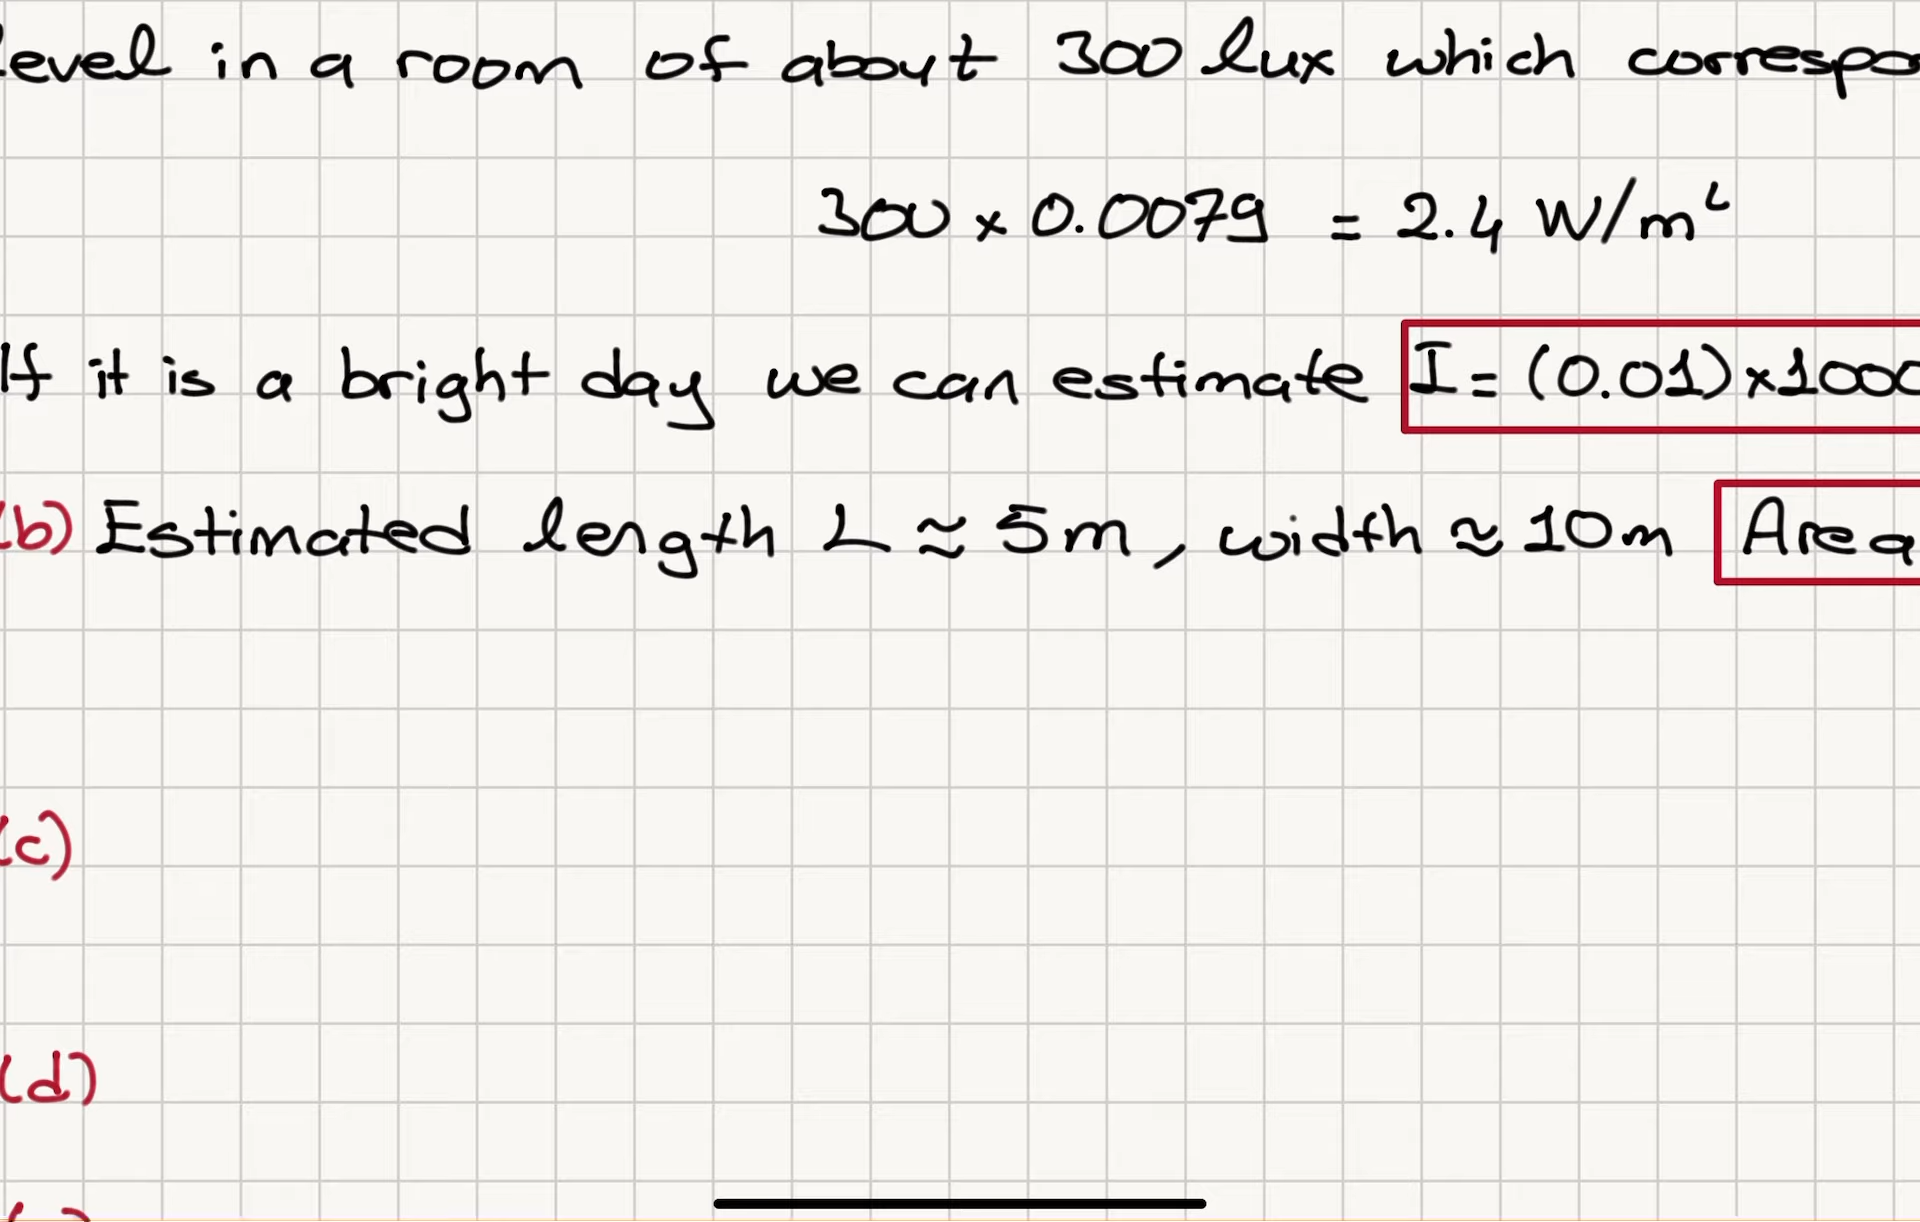 level in a room of about 300 lux which correspo
300 x 0.0079 = 2.4 W/m²
If it is a bright day we can estimate I = (0.01)x1000
(b) Estimated length L ≈ 5m, width ≈ 10m Area
(c)
(d)